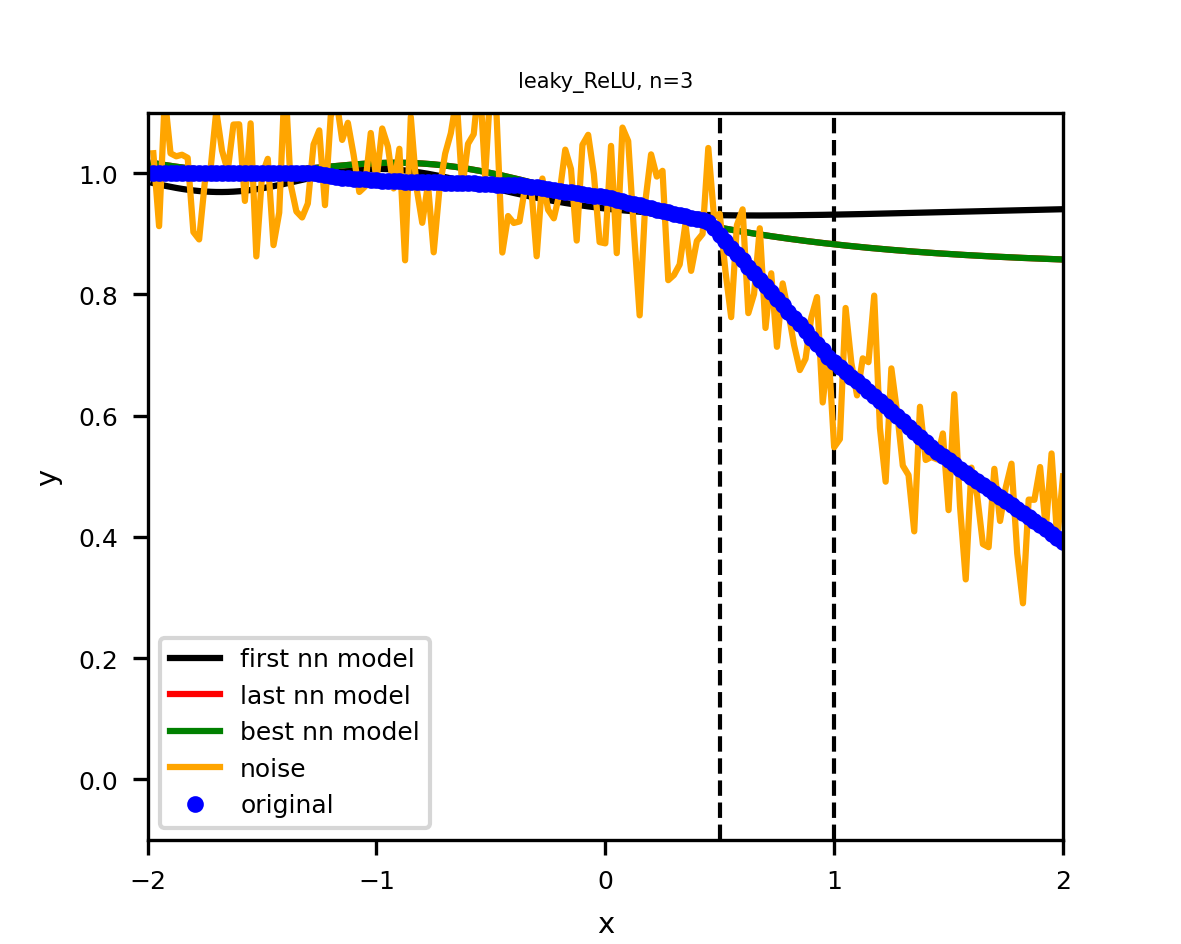 leaky_ReLU, n=3
1.0
0.8
0.6
0.4
0.2
0.0
y
first nn model
last nn model
best nn model
noise
original
−2
−1
0
1
2
x